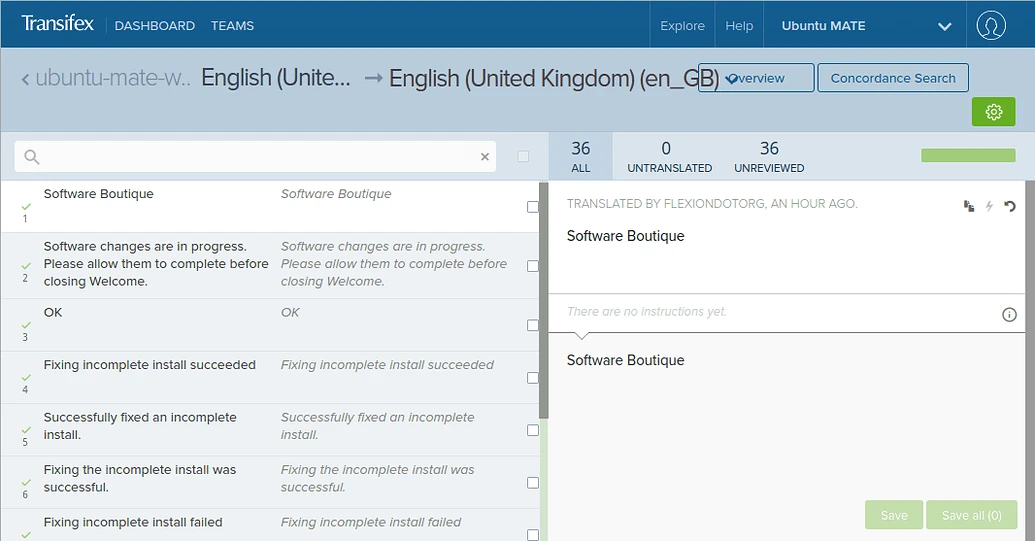 Transifex DASHBOARD TEAMS Explore Help Ubuntu MATE
ubuntu-mate-w.. English (Unite... → English (United Kingdom) (en_GB) Overview Concordance Search
36 0 36
ALL UNTRANSLATED UNREVIEWED
Software Boutique Software Boutique
1
Software changes are in progress. Software changes are in progress.
Please allow them to complete before Please allow them to complete before
closing Welcome. closing Welcome.
2
OK OK
3
Fixing incomplete install succeeded Fixing incomplete install succeeded
4
Successfully fixed an incomplete Successfully fixed an incomplete
install. install.
5
Fixing the incomplete install was Fixing the incomplete install was
successful. successful.
6
Fixing incomplete install failed Fixing incomplete install failed
TRANSLATED BY FLEXIONDOTORG, AN HOUR AGO.
Software Boutique
There are no instructions yet.
Software Boutique
Save Save all (0)